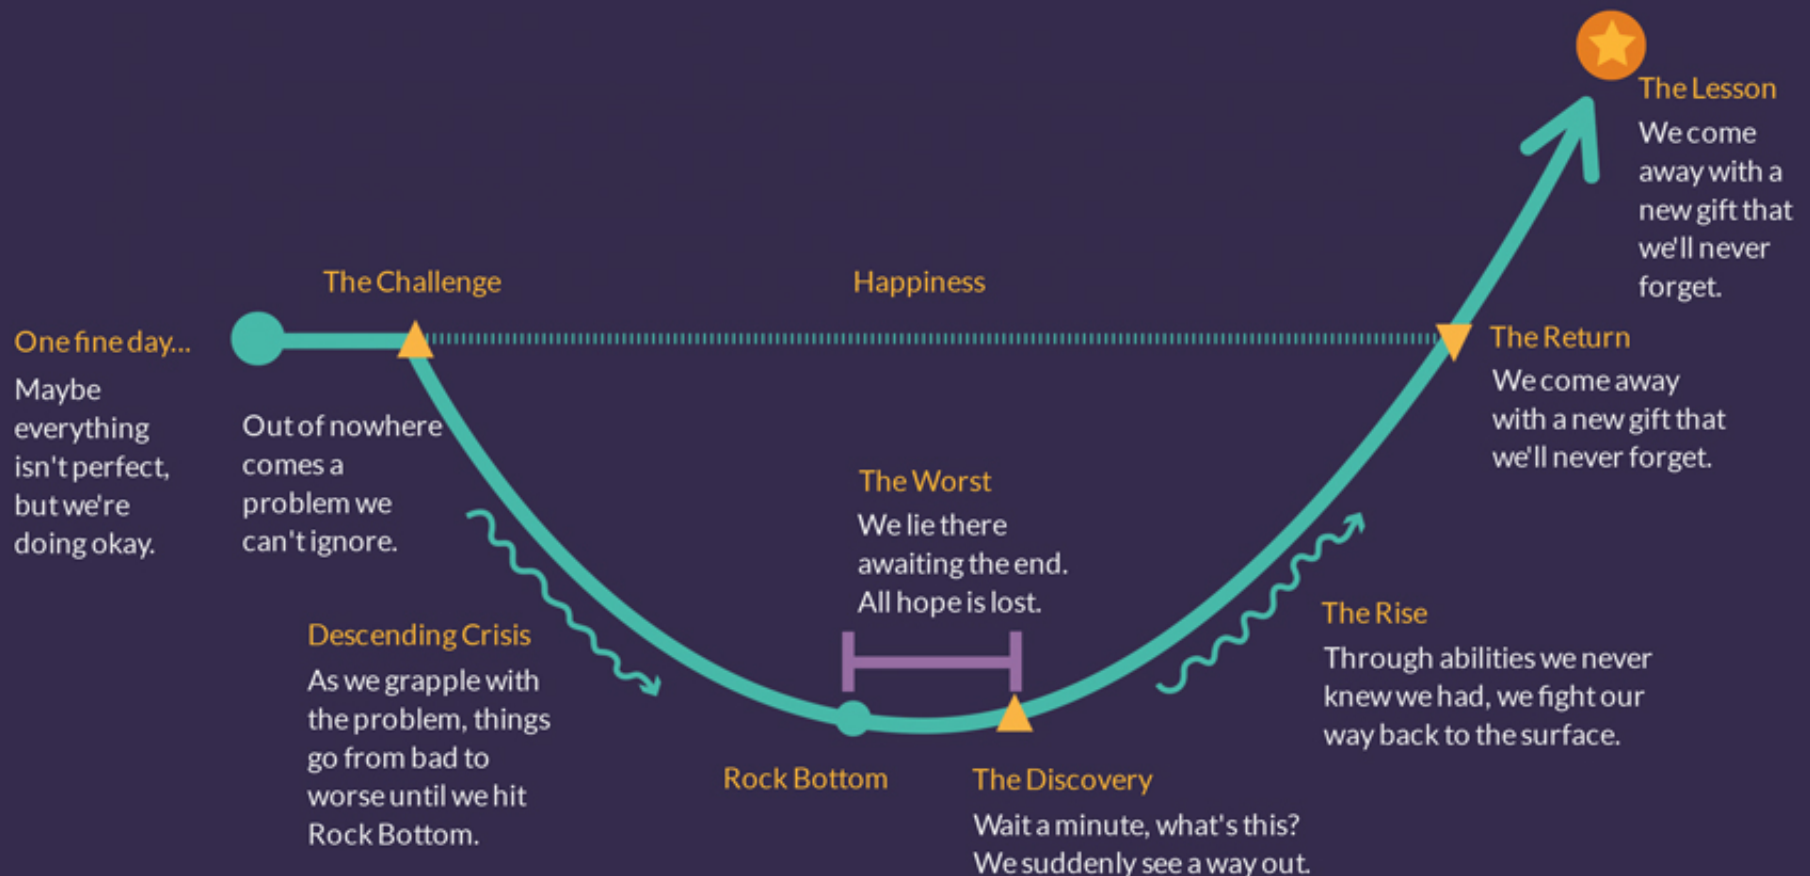 One fine day...
Maybe
everything
isn't perfect,
but we're
doing okay.
The Challenge
Out of nowhere
comes a
problem we
can't ignore.
Descending Crisis
As we grapple with
the problem, things
go from bad to
worse until we hit
Rock Bottom.
Happiness
Rock Bottom
The Worst
We lie there
awaiting the end.
All hope is lost.
The Discovery
Wait a minute, what's this?
We suddenly see a way out.
The Rise
Through abilities we never
knew we had, we fight our
way back to the surface.
The Return
We come away
with a new gift that
we'll never forget.
The Lesson
We come
away with a
new gift that
we'll never
forget.